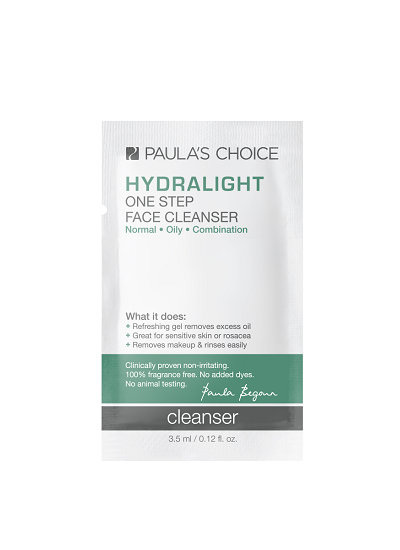 PAULA'S CHOICE
HYDRALIGHT
ONE STEP
FACE CLEANSER
Normal • Oily • Combination
What it does:
+ Refreshing gel removes excess oil
+ Great for sensitive skin or rosacea
+ Removes makeup & rinses easily
Clinically proven non-irritating.
100% fragrance free. No added dyes.
No animal testing.
Paula Begoun
cleanser
3.5 ml / 0.12 fl. oz.